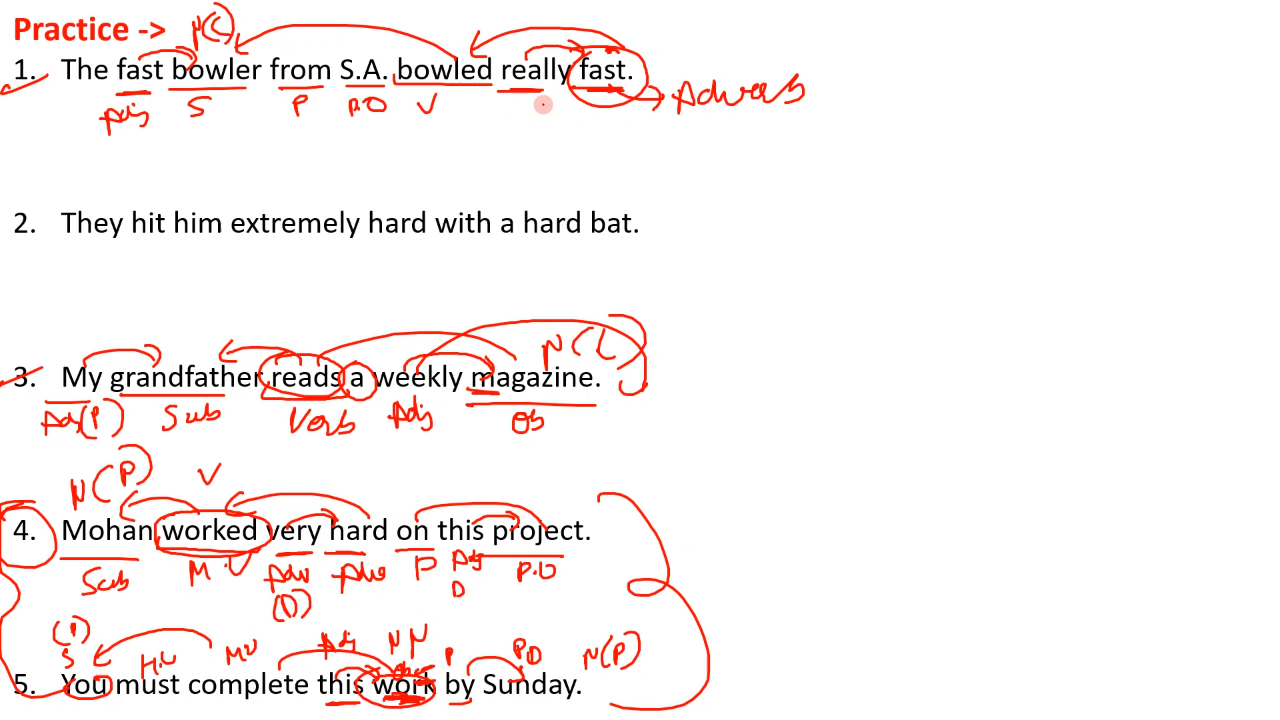 Practice -> N(C)
1. The fast bowler from S.A. bowled really fast.
Adj S P P.O V Adverb
2. They hit him extremely hard with a hard bat.
N(C)
3. My grandfather reads a weekly magazine.
Adj(P) Sub Verb Adj Ob
N(P) V
4. Mohan worked very hard on this project.
Sub M.V Adv Adv P Adj P.O
(D) D
(P)
S H.V MV Adj N P PO N(P)
5. You must complete this work by Sunday.